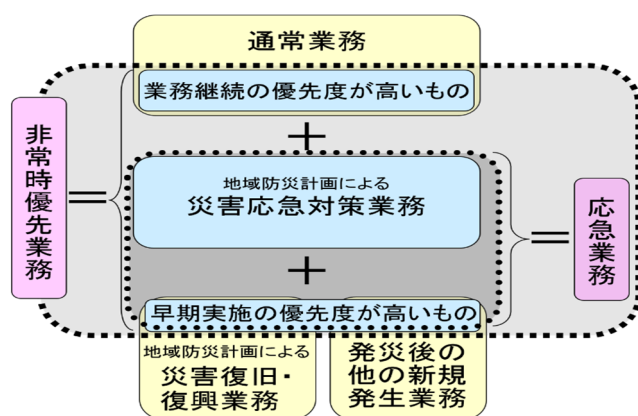 通常業務
業務継続の優先度が高いもの
＋
非常時優先業務
＝
地域防災計画による
災害応急対策業務
＝
応急業務
＋
早期実施の優先度が高いもの
地域防災計画による
災害復旧・
復興業務
発災後の
他の新規
発生業務